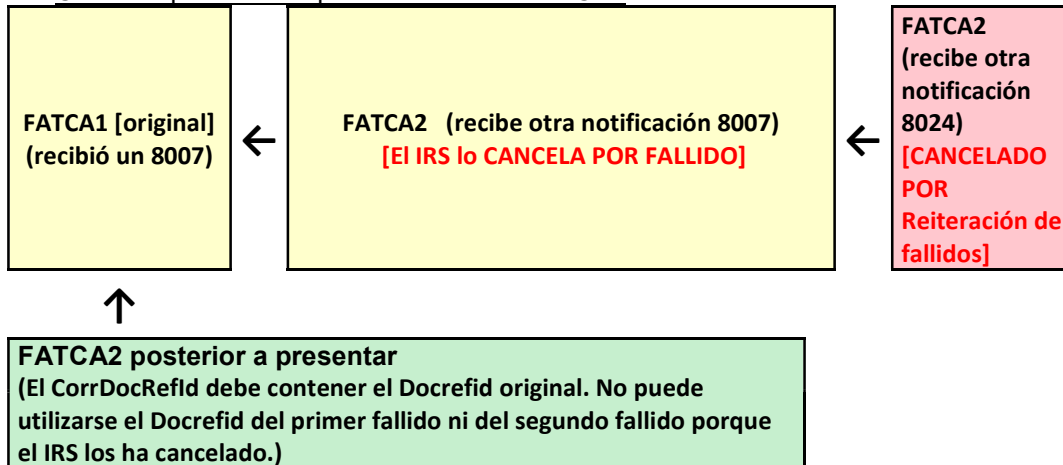 FATCA1 [original]
(recibió un 8007)
←
FATCA2 (recibe otra notificación 8007)
[El IRS lo CANCELA POR FALLIDO]
←
FATCA2
(recibe otra
notificación
8024)
[CANCELADO
POR
Reiteración de
fallidos]
↑
FATCA2 posterior a presentar
(El CorrDocRefId debe contener el Docrefid original. No puede
utilizarse el Docrefid del primer fallido ni del segundo fallido porque
el IRS los ha cancelado.)